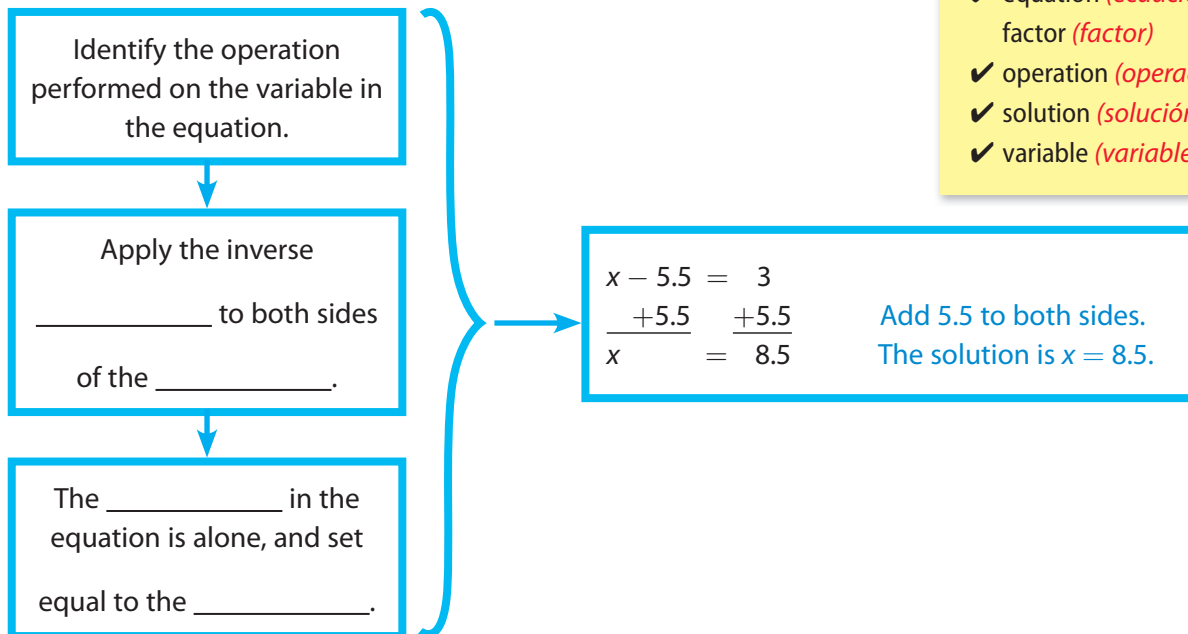 Identify the operation
performed on the variable in
the equation.
Apply the inverse
____________ to both sides
of the ____________.
The ____________ in the
equation is alone, and set
equal to the ____________.
✔ equation
factor (factor)
✔ operation
✔ solution (solución
✔ variable (variable
x − 5.5 = 3
+5.5 +5.5
x = 8.5
Add 5.5 to both sides.
The solution is x = 8.5.